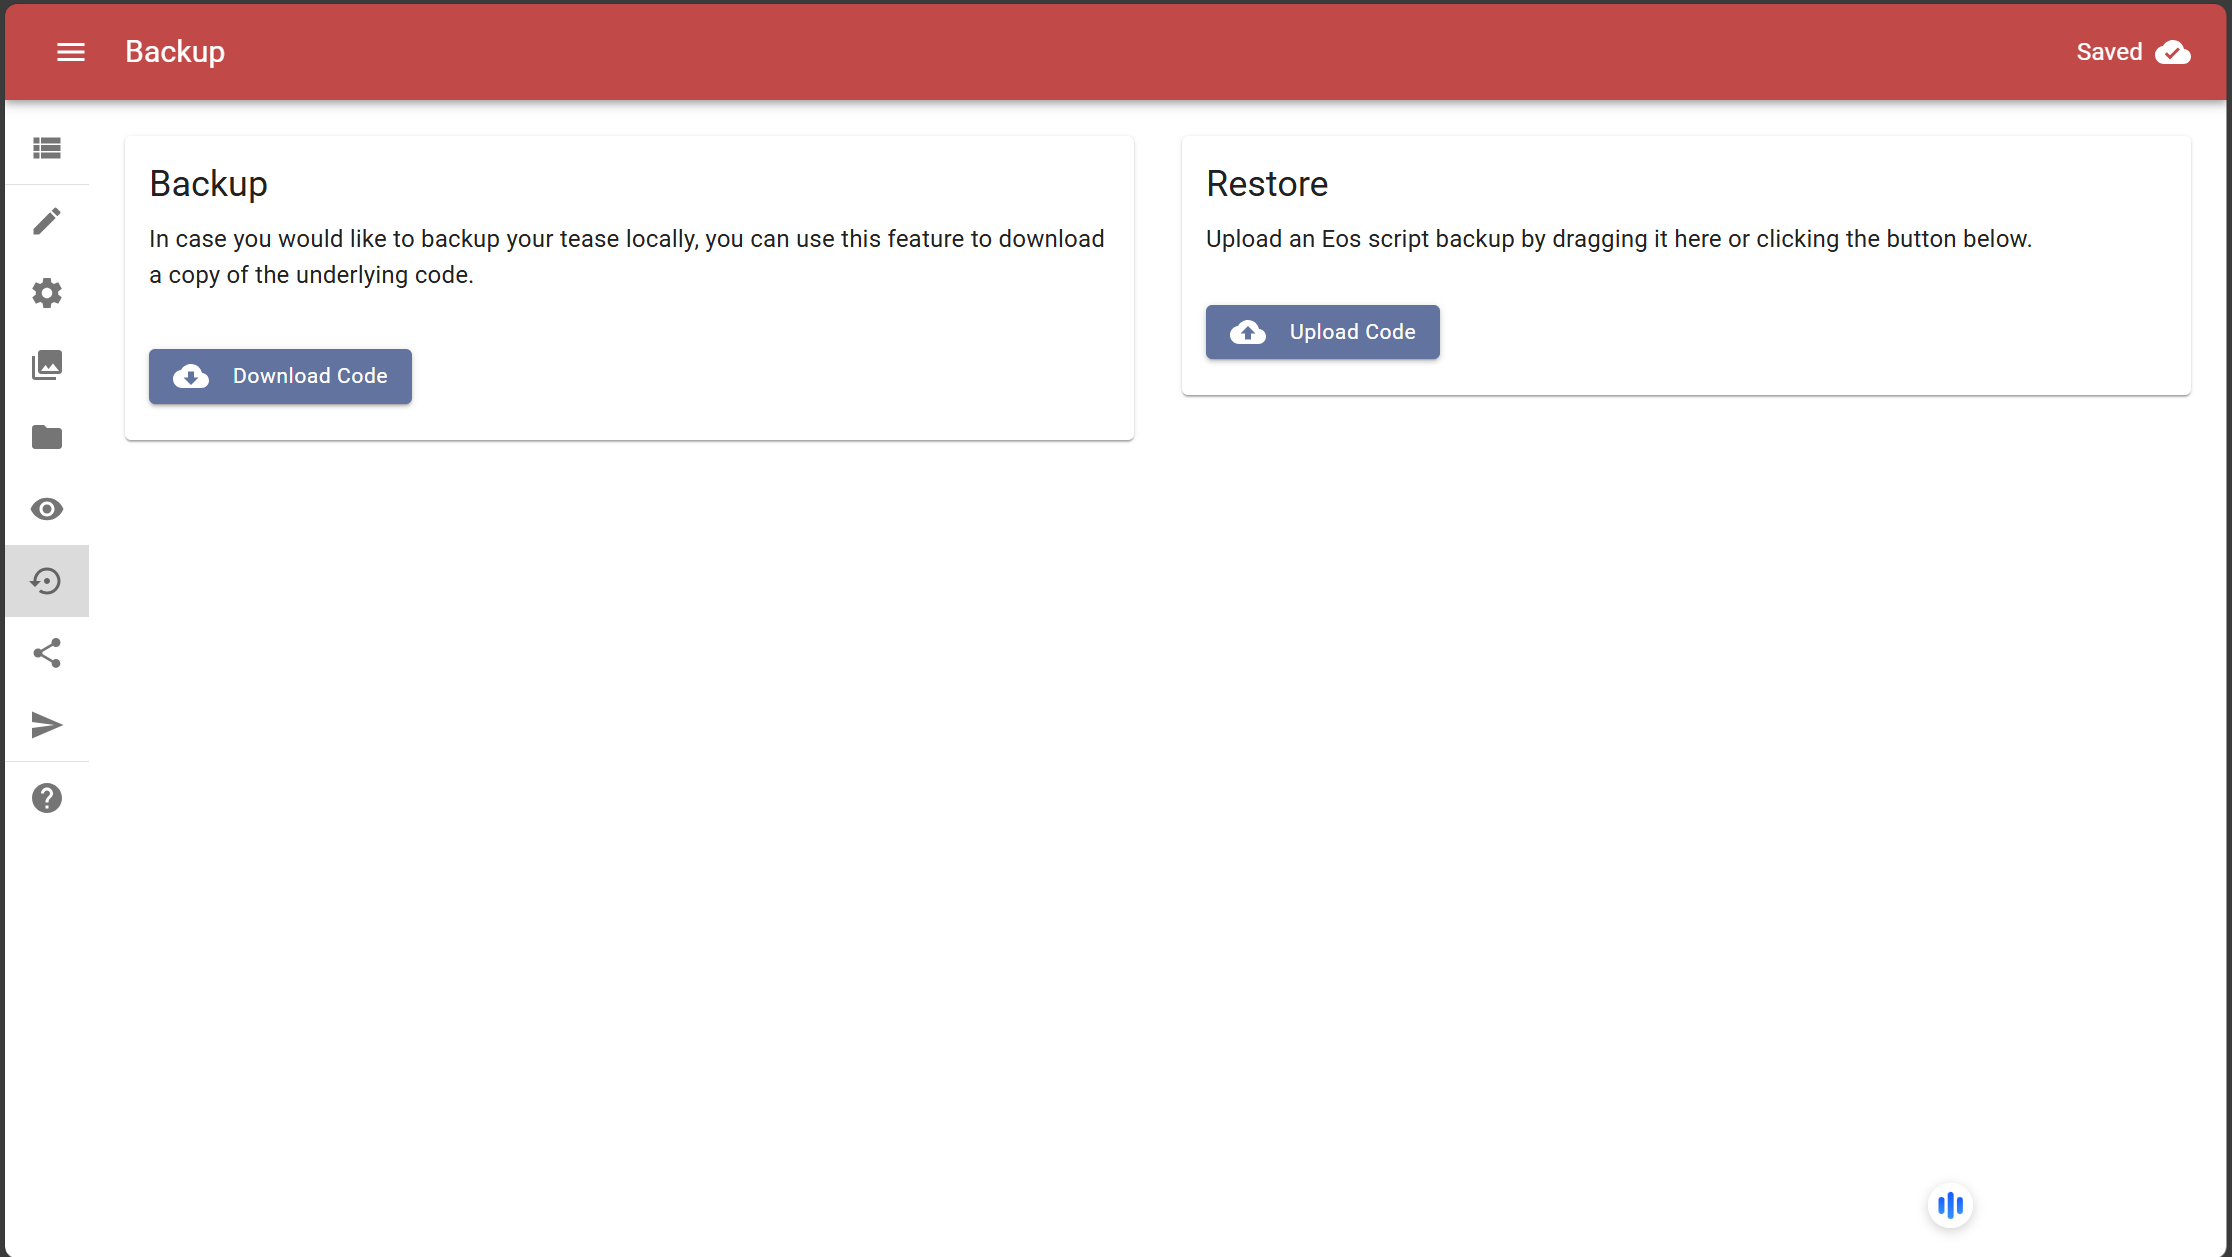 Backup
Saved
Backup
In case you would like to backup your tease locally, you can use this feature to download
a copy of the underlying code.
Download Code
Restore
Upload an Eos script backup by dragging it here or clicking the button below.
Upload Code